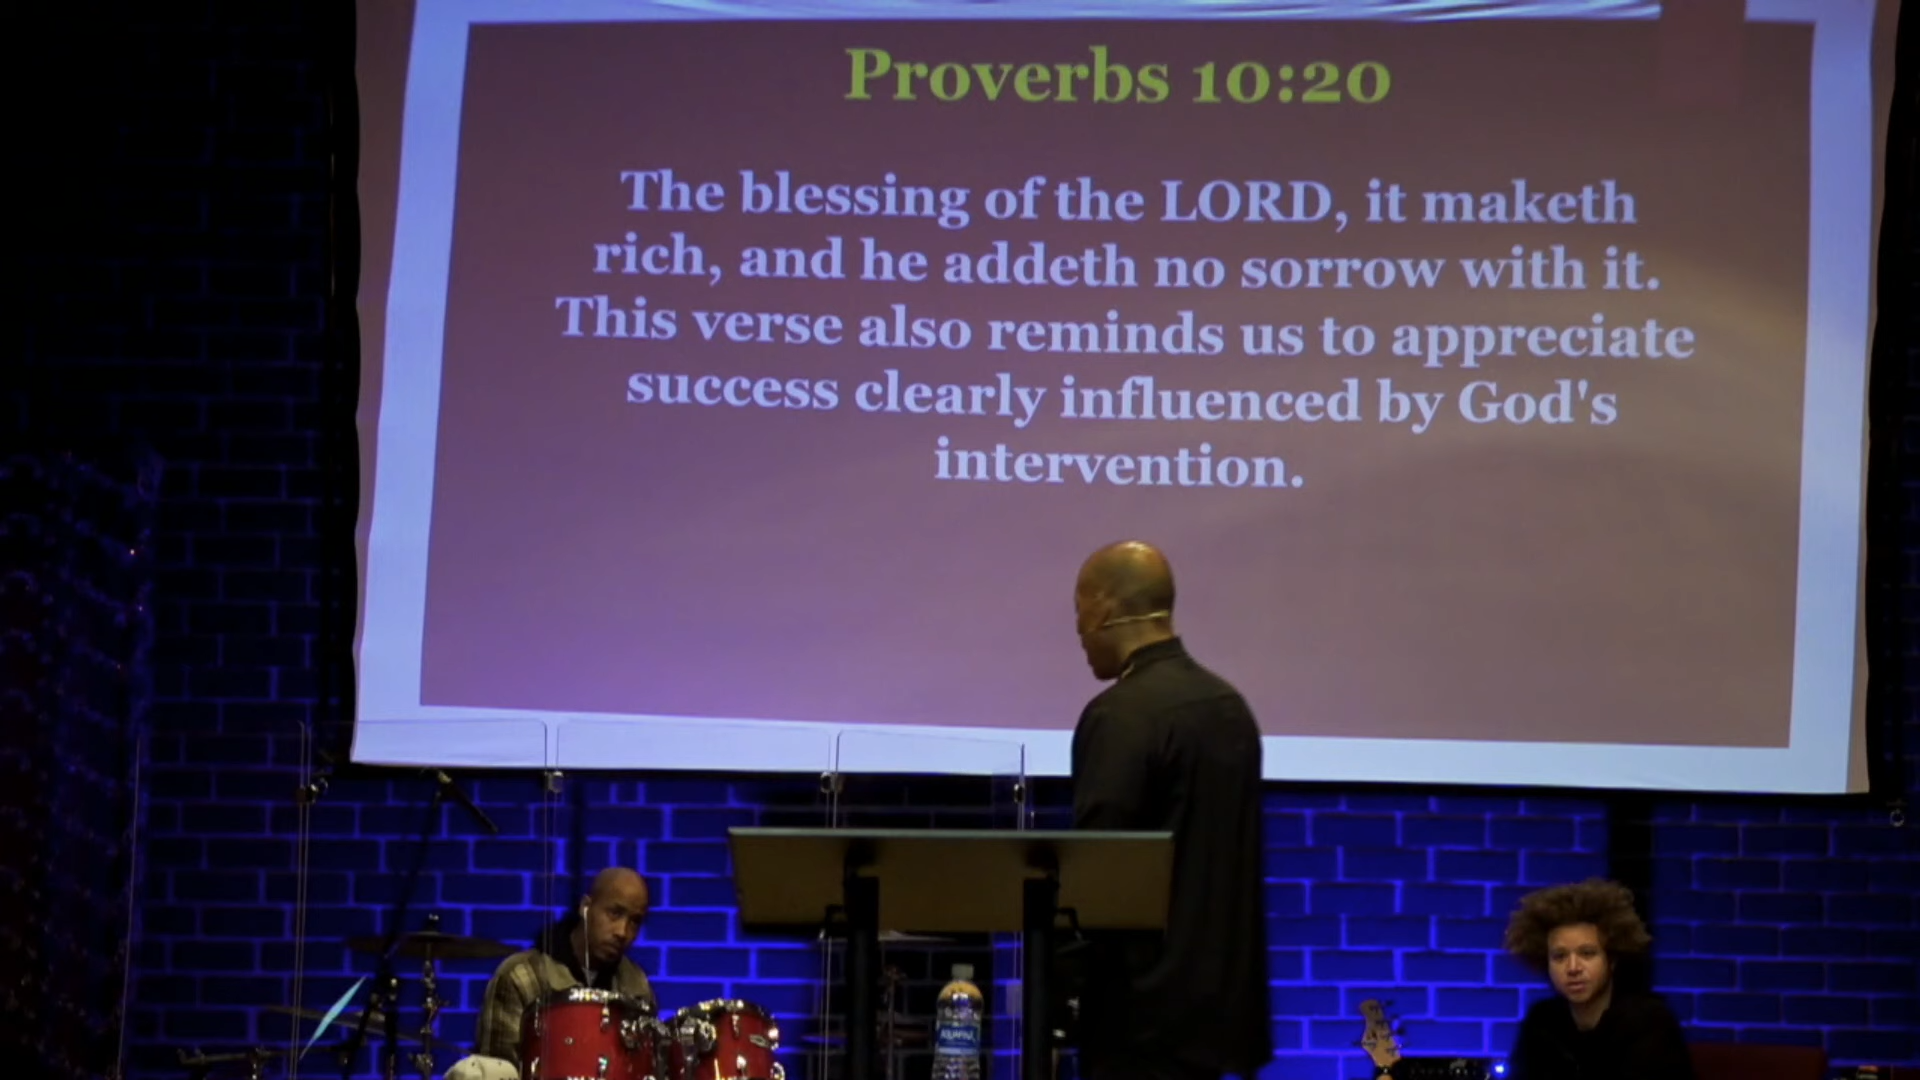 Proverbs 10:20
The blessing of the LORD, it maketh
rich, and he addeth no sorrow with it.
This verse also reminds us to appreciate
success clearly influenced by God's
intervention.
AQUAFINA